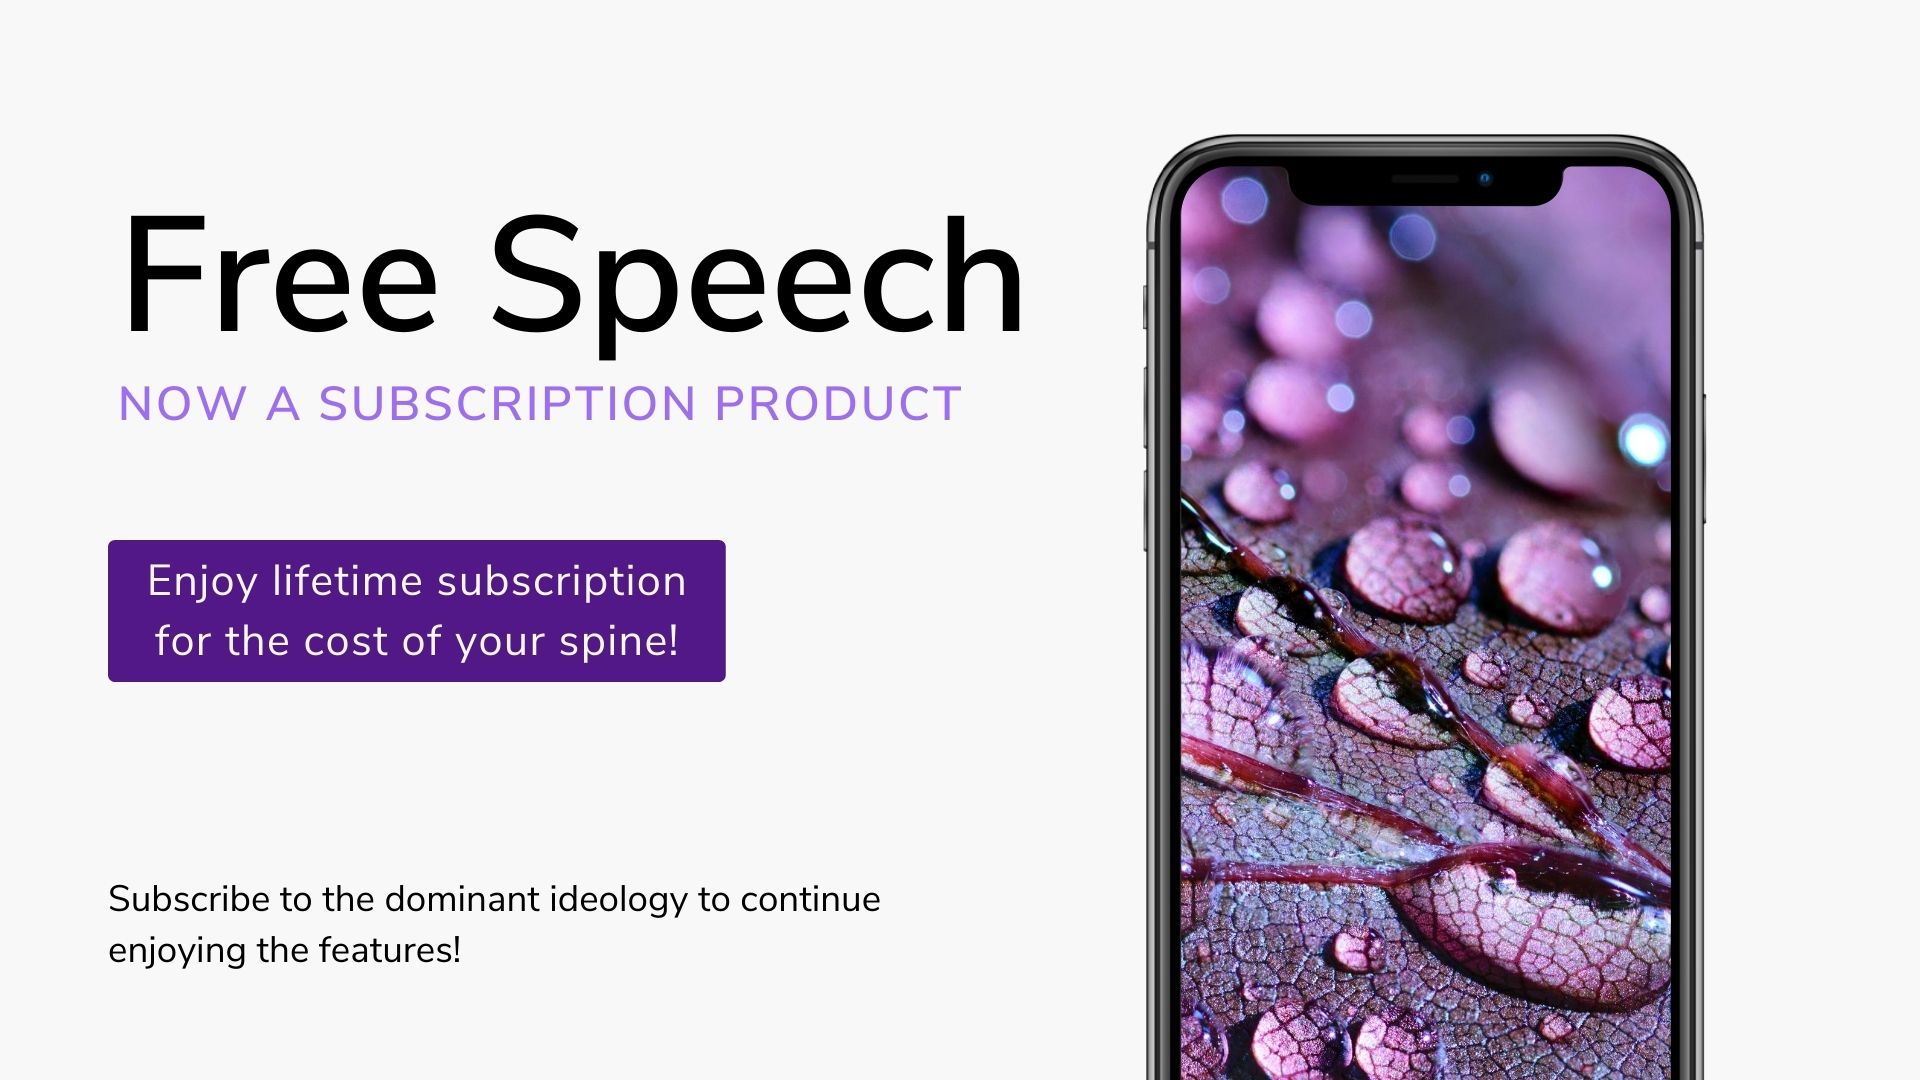 Free Speech
NOW A SUBSCRIPTION PRODUCT
Enjoy lifetime subscription
for the cost of your spine!
Subscribe to the dominant ideology to continue
enjoying the features!